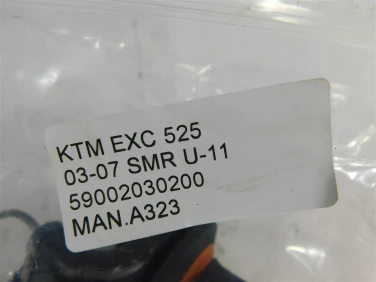 KTM EXC 525
03-07 SMR U-11
59002030200
MAN.A323